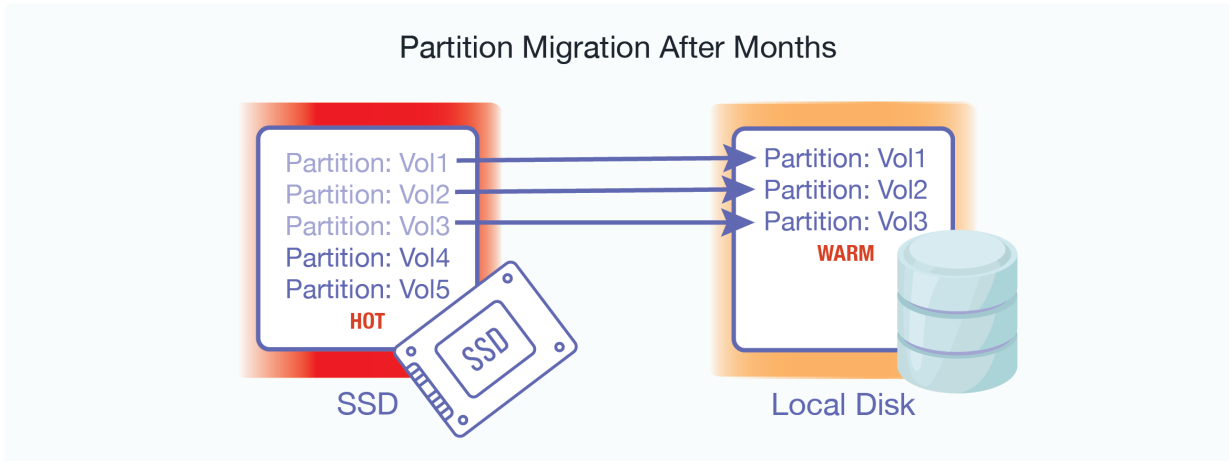 Partition Migration After Months
Partition: Vol1
Partition: Vol2
Partition: Vol3
Partition: Vol4
Partition: Vol5
HOT
SSD
SSD
Partition: Vol1
Partition: Vol2
Partition: Vol3
WARM
Local Disk